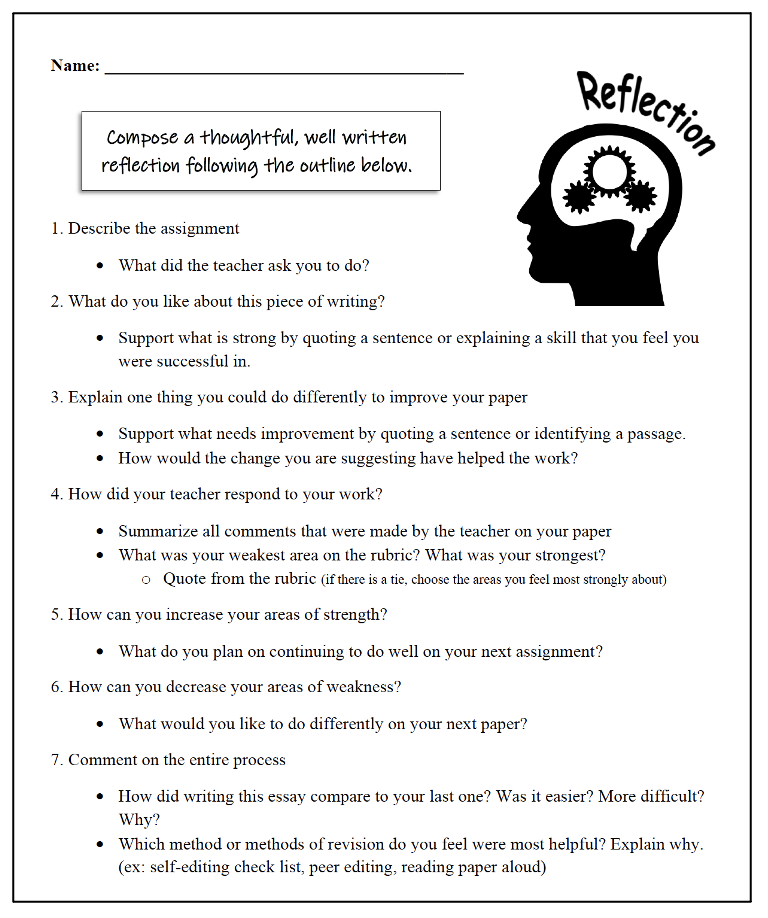 Name: ______________________________________
Reflection
Compose a thoughtful, well written
reflection following the outline below.
1. Describe the assignment
• What did the teacher ask you to do?
2. What do you like about this piece of writing?
• Support what is strong by quoting a sentence or explaining a skill that you feel you
were successful in.
3. Explain one thing you could do differently to improve your paper
• Support what needs improvement by quoting a sentence or identifying a passage.
• How would the change you are suggesting have helped the work?
4. How did your teacher respond to your work?
• Summarize all comments that were made by the teacher on your paper
• What was your weakest area on the rubric? What was your strongest?
○ Quote from the rubric (if there is a tie, choose the areas you feel most strongly about)
5. How can you increase your areas of strength?
• What do you plan on continuing to do well on your next assignment?
6. How can you decrease your areas of weakness?
• What would you like to do differently on your next paper?
7. Comment on the entire process
• How did writing this essay compare to your last one? Was it easier? More difficult?
Why?
• Which method or methods of revision do you feel were most helpful? Explain why.
(ex: self-editing check list, peer editing, reading paper aloud)